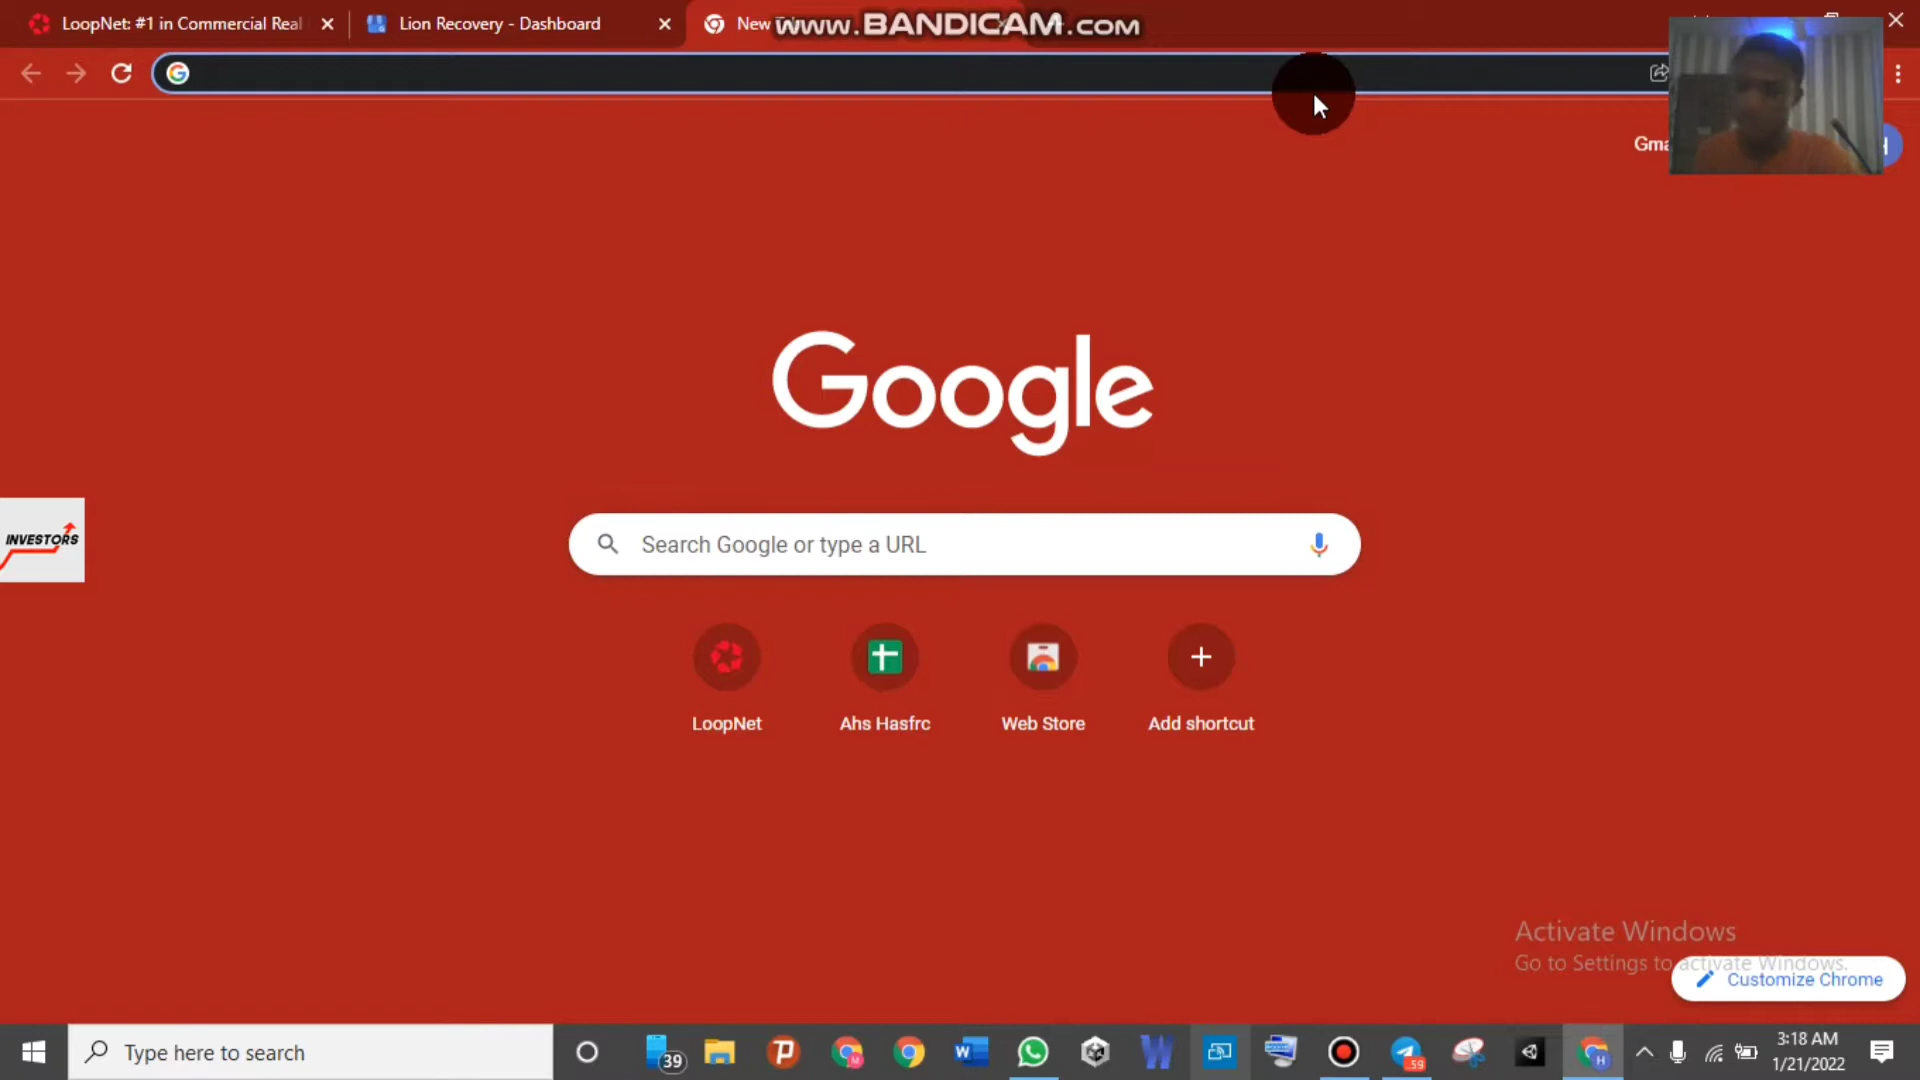 LoopNet: #1 in Commercial Real
Lion Recovery - Dashboard
New
www.BANDICAM.com
Gma
INVESTORS
Google
Search Google or type a URL
LoopNet
Ahs Hasfrc
Web Store
Add shortcut
Activate Windows
Go to Settings to activate Windows.
Customize Chrome
Type here to search
39
59
H
3:18 AM
1/21/2022